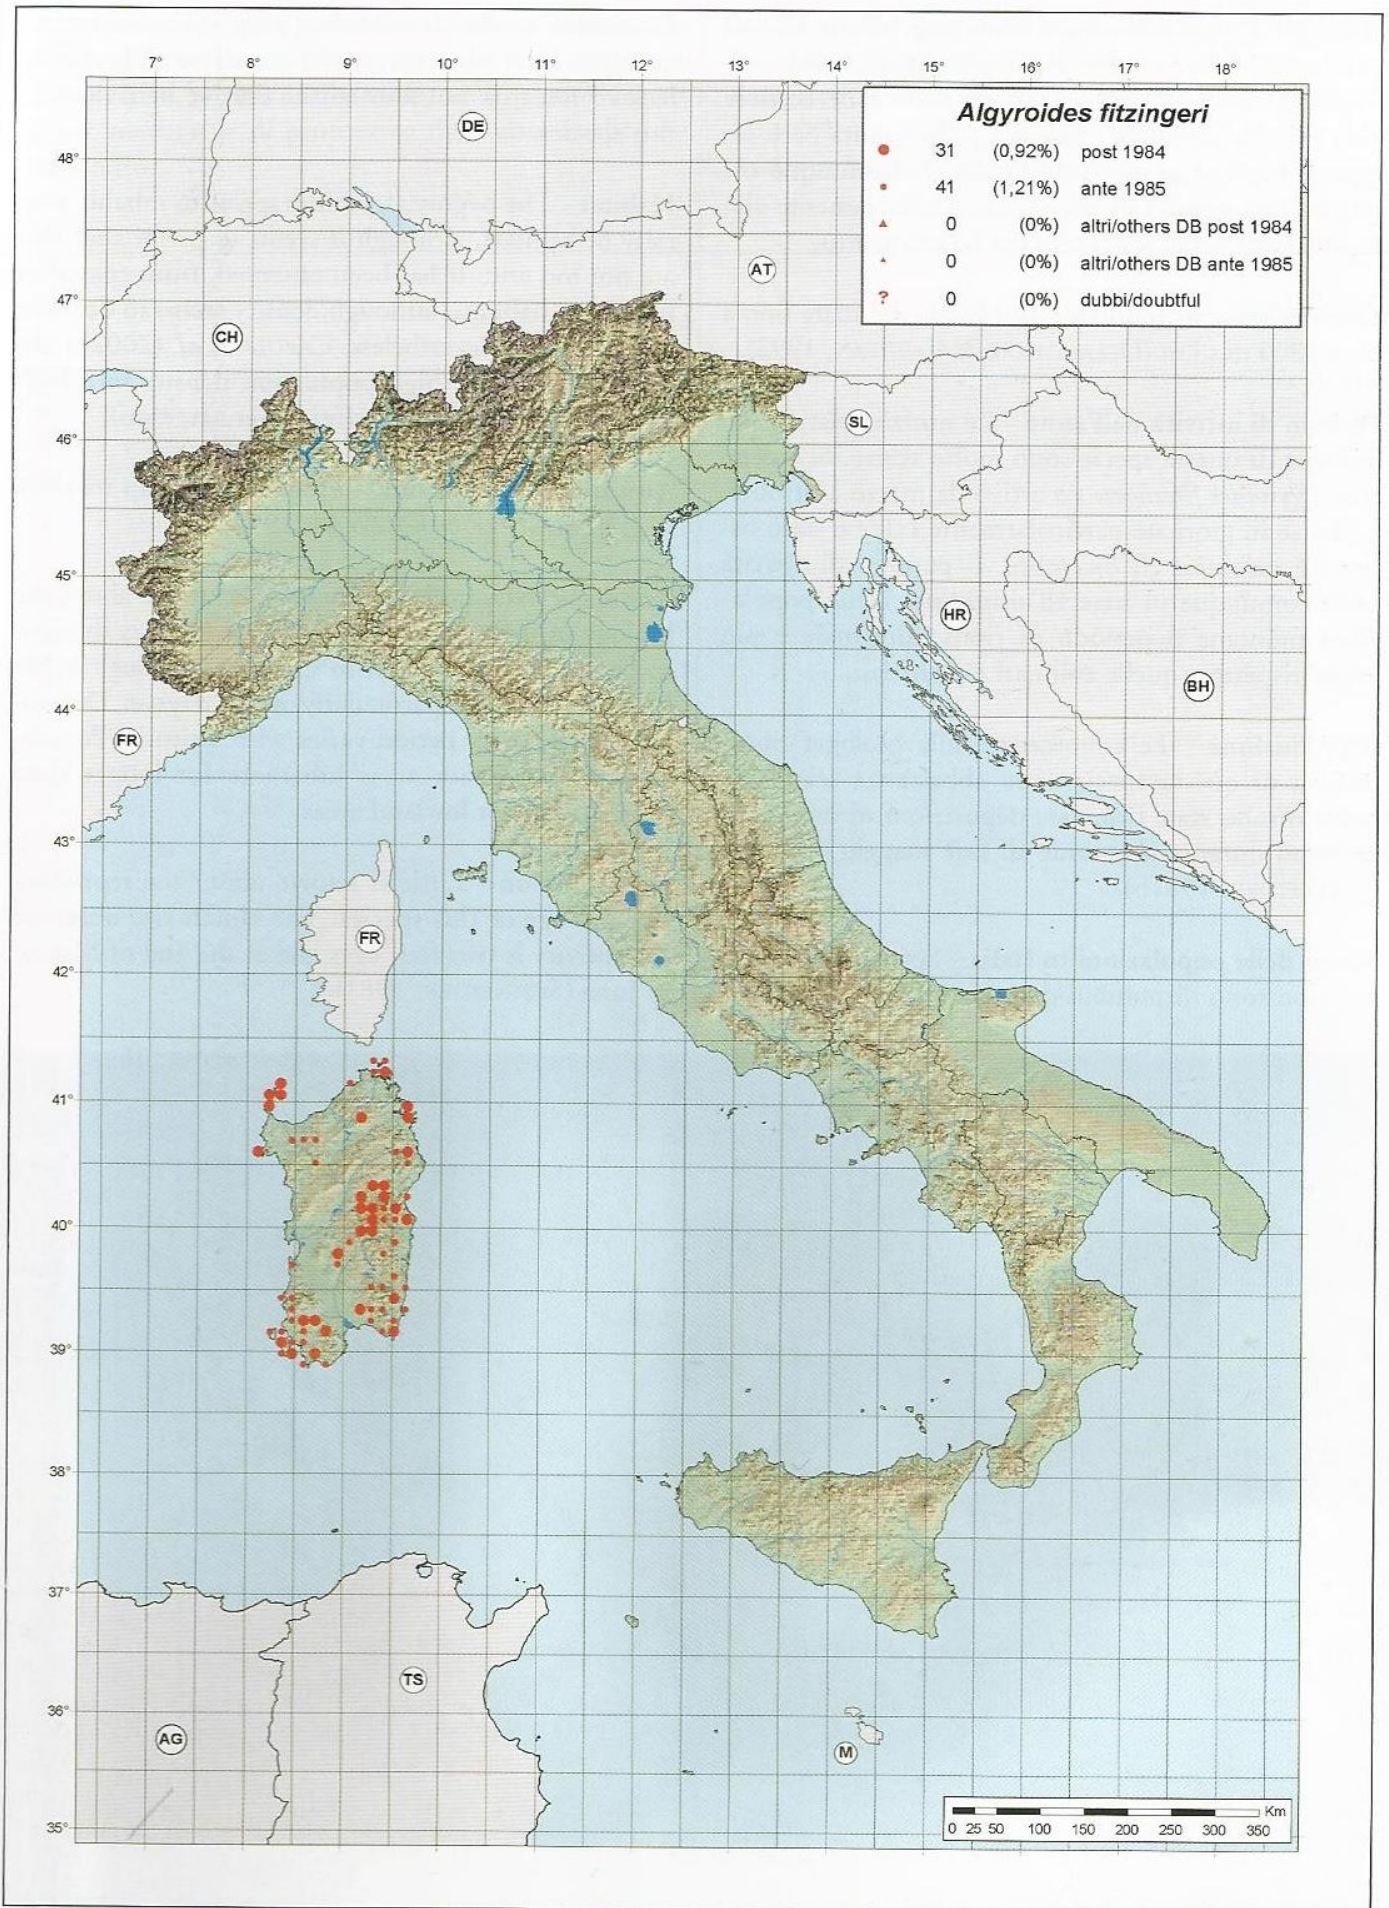 7° 8° 9° 10° 11° 12° 13° 14° 15° 16° 17° 18°
Algyroides fitzingeri
31 (0,92%) post 1984
41 (1,21%) ante 1985
0 (0%) altri/others DB post 1984
0 (0%) altri/others DB ante 1985
? 0 (0%) dubbi/doubtful
DE
48°
AT
47°
CH
SL
46°
45°
HR
BH
44°
FR
43°
FR
42°
41°
40°
39°
38°
37°
TS
36°
AG
M
35°
Km
0 25 50 100 150 200 250 300 350